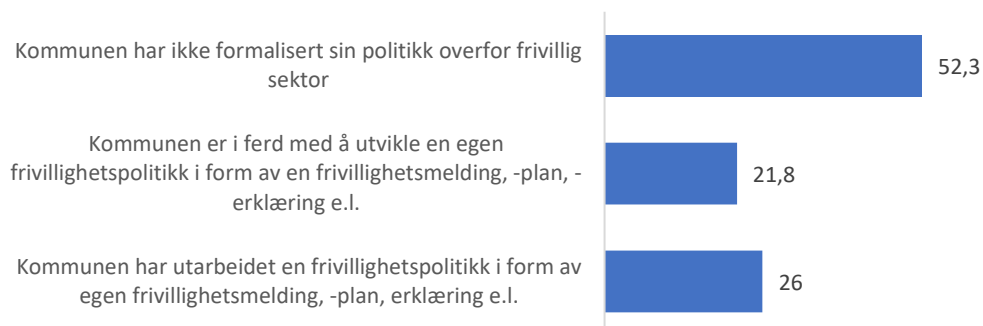 Kommunen har ikke formalisert sin politikk overfor frivillig
sektor
52,3
Kommunen er i ferd med å utvikle en egen
frivillighetspolitikk i form av en frivillighetsmelding, -plan, -
erklæring e.l.
21,8
Kommunen har utarbeidet en frivillighetspolitikk i form av
egen frivillighetsmelding, -plan, erklæring e.l.
26